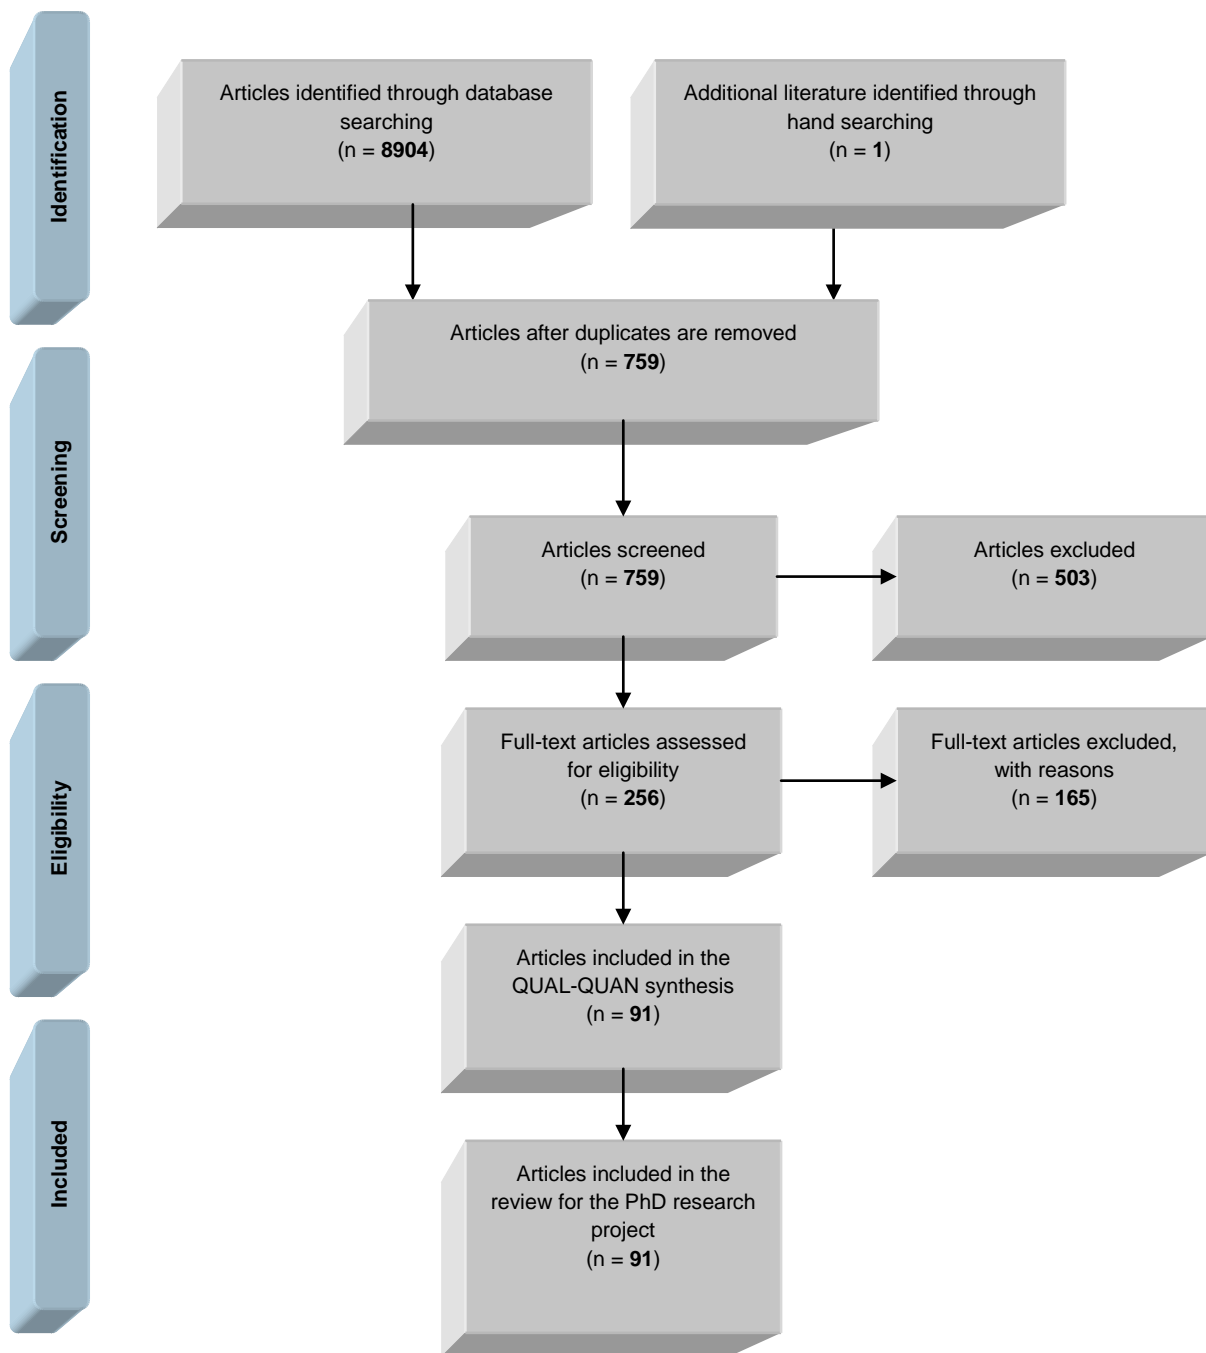 Identification
Articles identified through database
searching
(n = 8904)
Additional literature identified through
hand searching
(n = 1)
Articles after duplicates are removed
(n = 759)
Screening
Articles screened
(n = 759)
Articles excluded
(n = 503)
Eligibility
Full-text articles assessed
for eligibility
(n = 256)
Full-text articles excluded,
with reasons
(n = 165)
Articles included in the
QUAL-QUAN synthesis
(n = 91)
Included
Articles included in the
review for the PhD research
project
(n = 91)